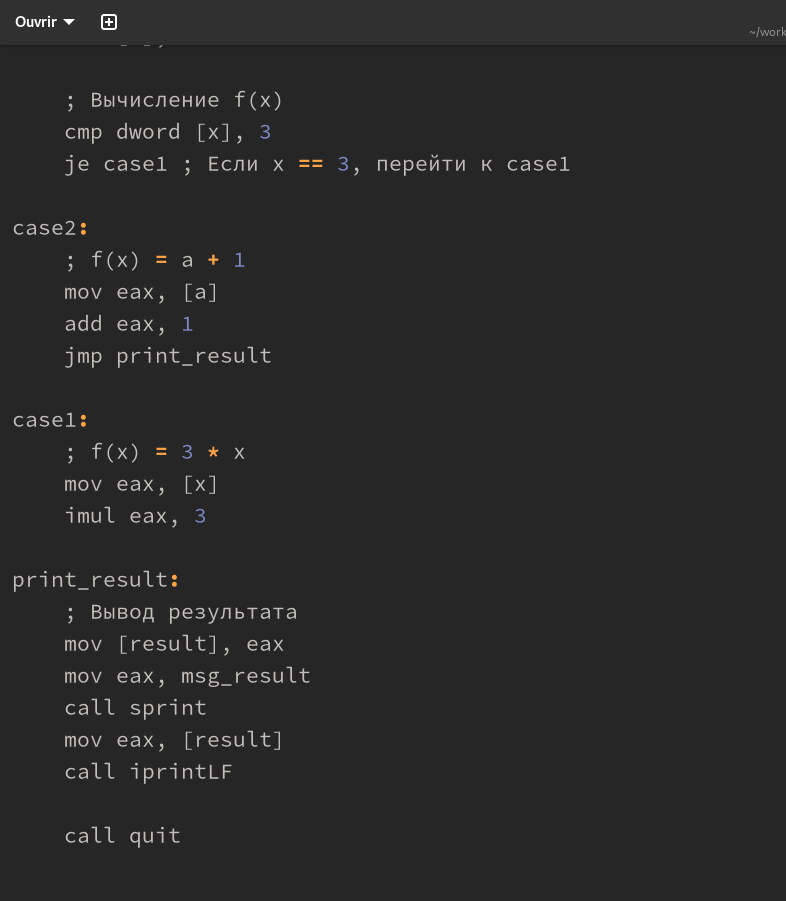 Ouvrir
~/work
; Вычисление f(x)
cmp dword [x], 3
je case1 ; Если x == 3, перейти к case1
case2:
; f(x) = a + 1
mov eax, [a]
add eax, 1
jmp print_result
case1:
; f(x) = 3 * x
mov eax, [x]
imul eax, 3
print_result:
; Вывод результата
mov [result], eax
mov eax, msg_result
call sprint
mov eax, [result]
call iprintLF
call quit